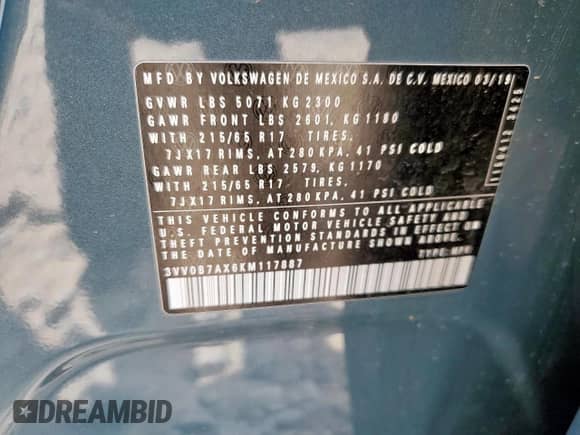 MFD BY VOLKSWAGEN DE MEXICO S.A. DE C.V. MEXICO 03/19
GVWR LBS 5071 KG 2300
GAWR FRONT LBS 2601, KG1180
WITH 215/65 R17 TIRES,
7JX17 RIMS, AT 280 KPA, 41 PSI COLD
GAWR REAR LBS 2579, KG 1170
WITH 215/65 R17 TIRES,
7JX17 RIMS, AT 280 KPA, 41 PSI COLD
THIS VEHICLE CONFORMS TO ALL APPLICABLE
U.S. FEDERAL MOTOR VEHICLE SAFETY AND
THEFT PREVENTION STANDARDS IN EFFECT ON
THE DATE OF MANUFACTURE SHOWN ABOVE.
3VV0B7AX6KM117887
TYPE:
DREAMBID